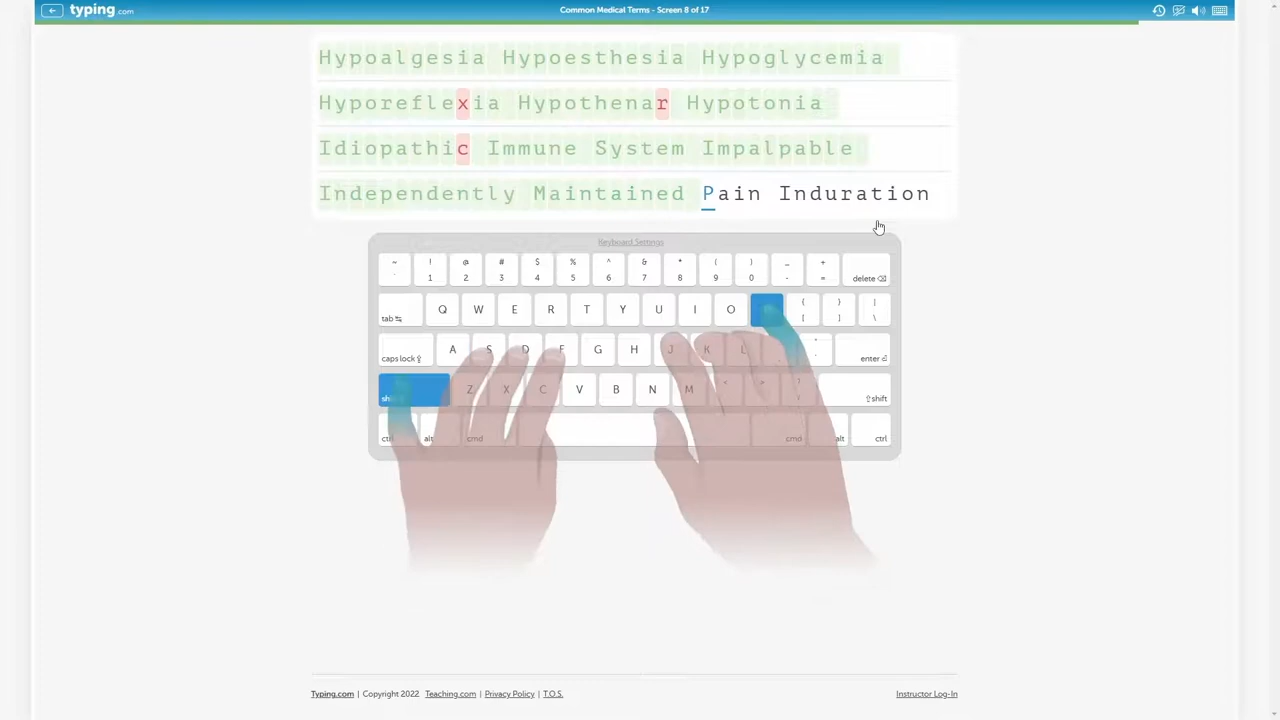 typing.com
Common Medical Terms - Screen 8 of 17
Hypoalgesia Hypoesthesia Hypoglycemia
Hyporeflexia Hypothenar Hypotonia
Idiopathic Immune System Impalpable
Independently Maintained Pain Induration
Keyboard Settings
~ ! @ # $ % ^ & * ( ) _ +
` 1 2 3 4 5 6 7 8 9 0 - = delete
tab Q W E R T Y U I O { [ } ] | \
caps lock A S D F G H J K L enter
Z X C V B N M < > shift
ctrl alt cmd cmd alt ctrl
Typing.com | Copyright 2022 Teaching.com | Privacy Policy | T.O.S. Instructor Log-In